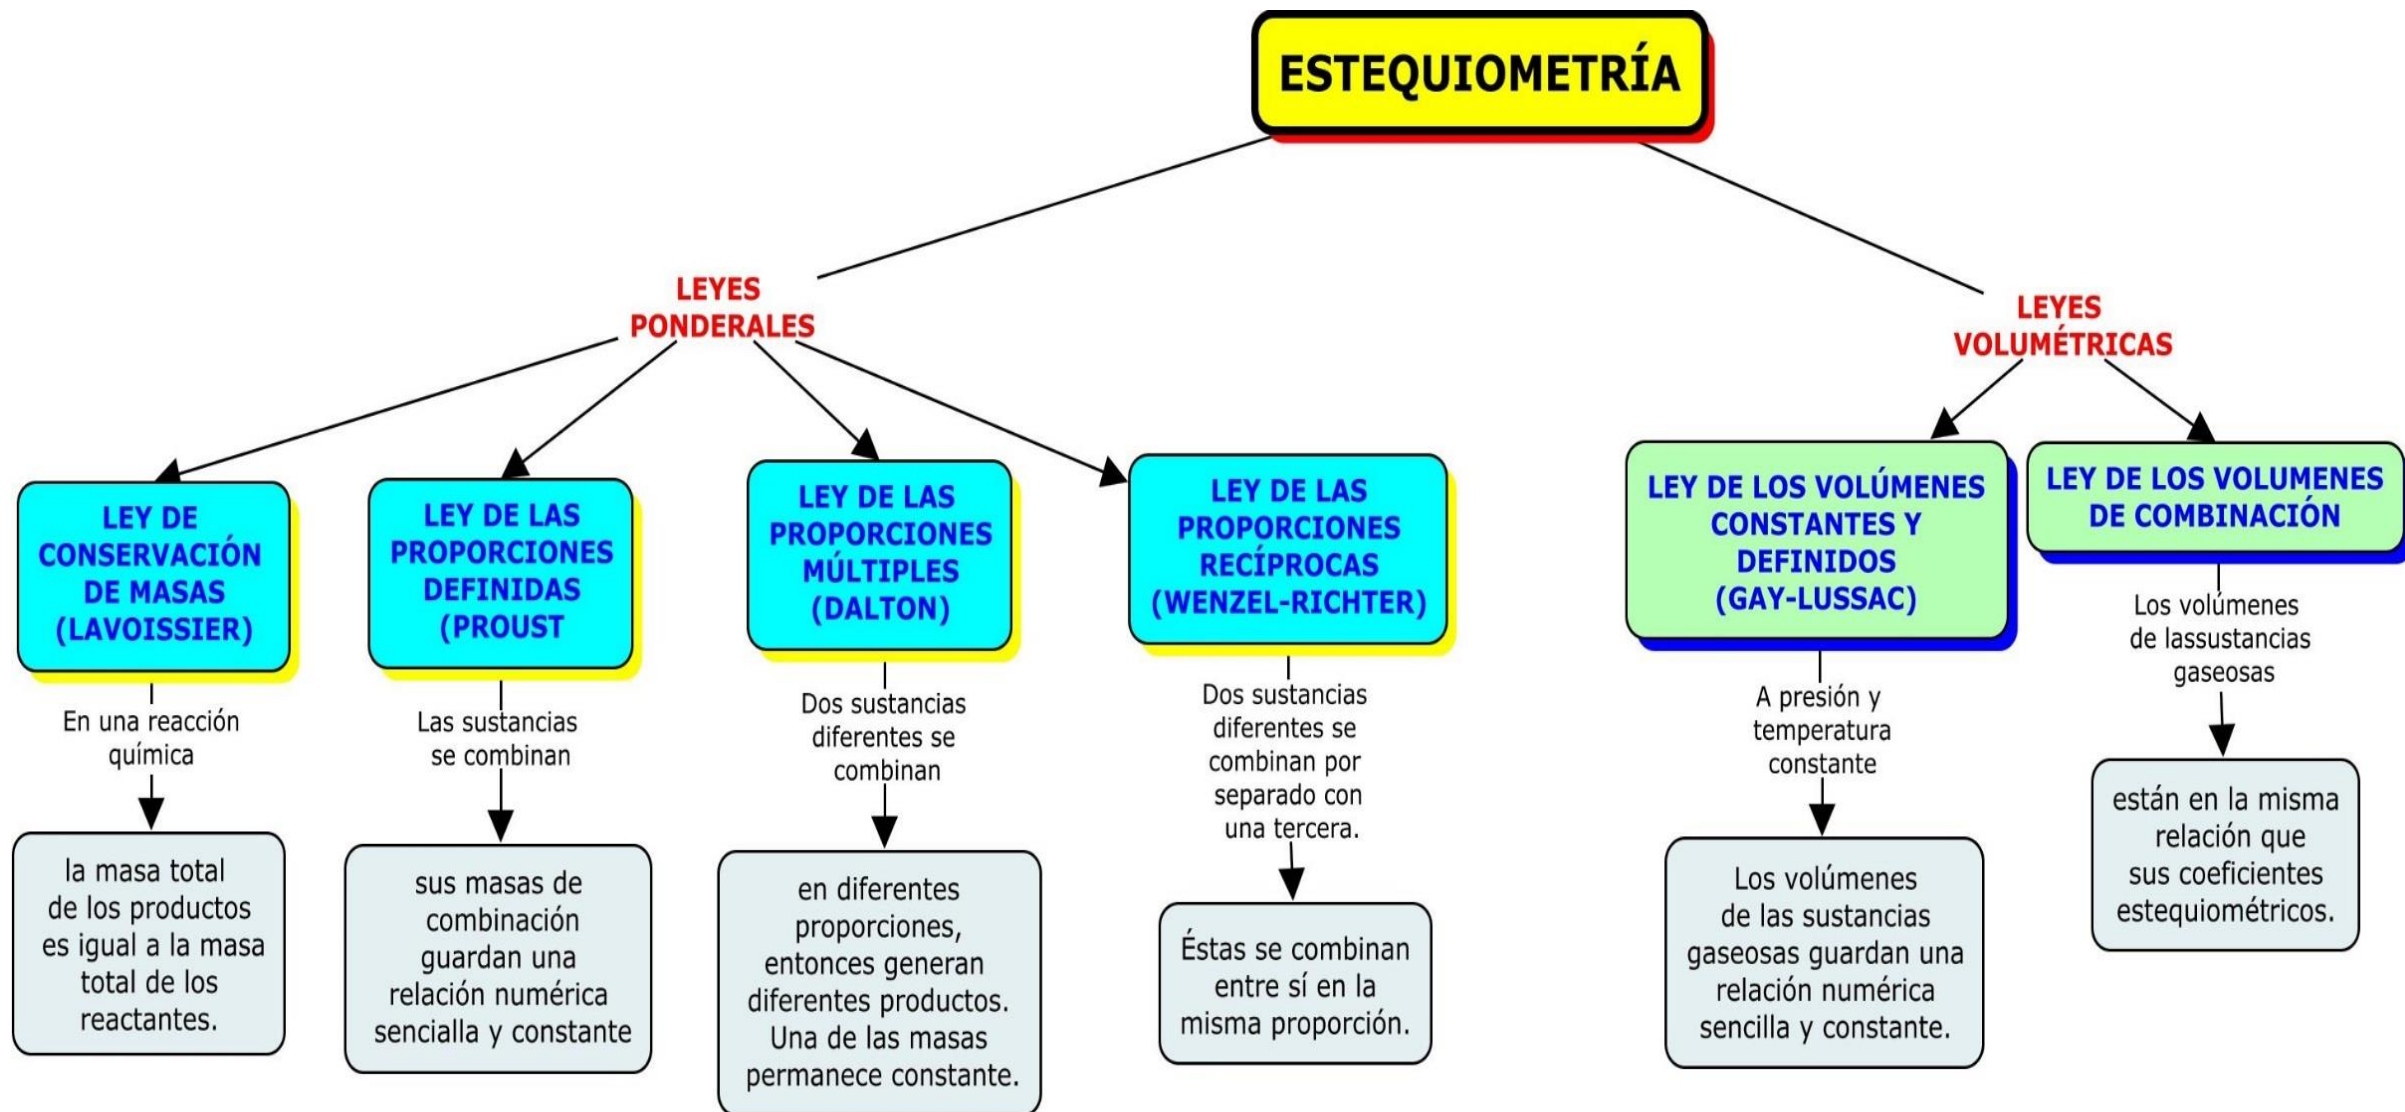 ESTEQUIOMETRÍA
LEYES
PONDERALES
LEYES
VOLUMÉTRICAS
LEY DE
CONSERVACIÓN
DE MASAS
(LAVOISSIER)
En una reacción
química
la masa total
de los productos
es igual a la masa
total de los
reactantes.
LEY DE LAS
PROPORCIONES
DEFINIDAS
(PROUST
Las sustancias
se combinan
sus masas de
combinación
guardan una
relación numérica
sencialla y constante
LEY DE LAS
PROPORCIONES
MÚLTIPLES
(DALTON)
Dos sustancias
diferentes se
combinan
en diferentes
proporciones,
entonces generan
diferentes productos.
Una de las masas
permanece constante.
LEY DE LAS
PROPORCIONES
RECÍPROCAS
(WENZEL-RICHTER)
Dos sustancias
diferentes se
combinan por
separado con
una tercera.
Éstas se combinan
entre sí en la
misma proporción.
LEY DE LOS VOLÚMENES
CONSTANTES Y
DEFINIDOS
(GAY-LUSSAC)
A presión y
temperatura
constante
Los volúmenes
de las sustancias
gaseosas guardan una
relación numérica
sencilla y constante.
LEY DE LOS VOLUMENES
DE COMBINACIÓN
Los volúmenes
de lassustancias
gaseosas
están en la misma
relación que
sus coeficientes
estequiométricos.